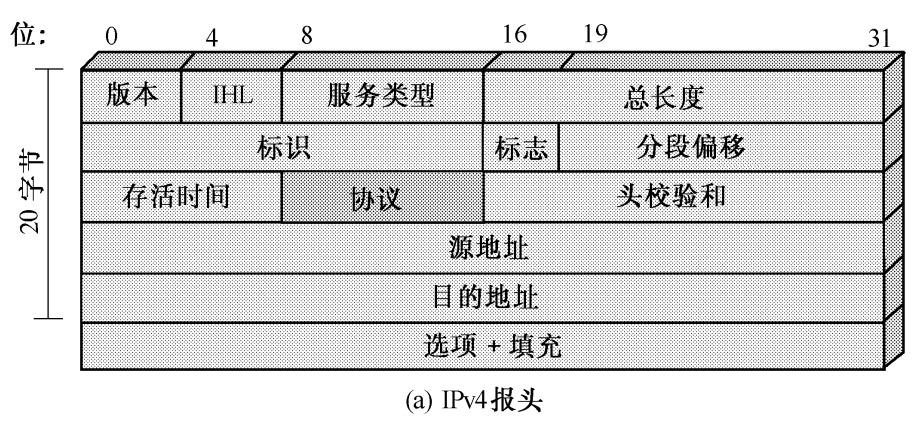 位： 0 4 8 16 19 31
版本 IHL 服务类型 总长度
标识 标志 分段偏移
存活时间 协议 头校验和
源地址
目的地址
选项 + 填充
20 字节
(a) IPv4报头